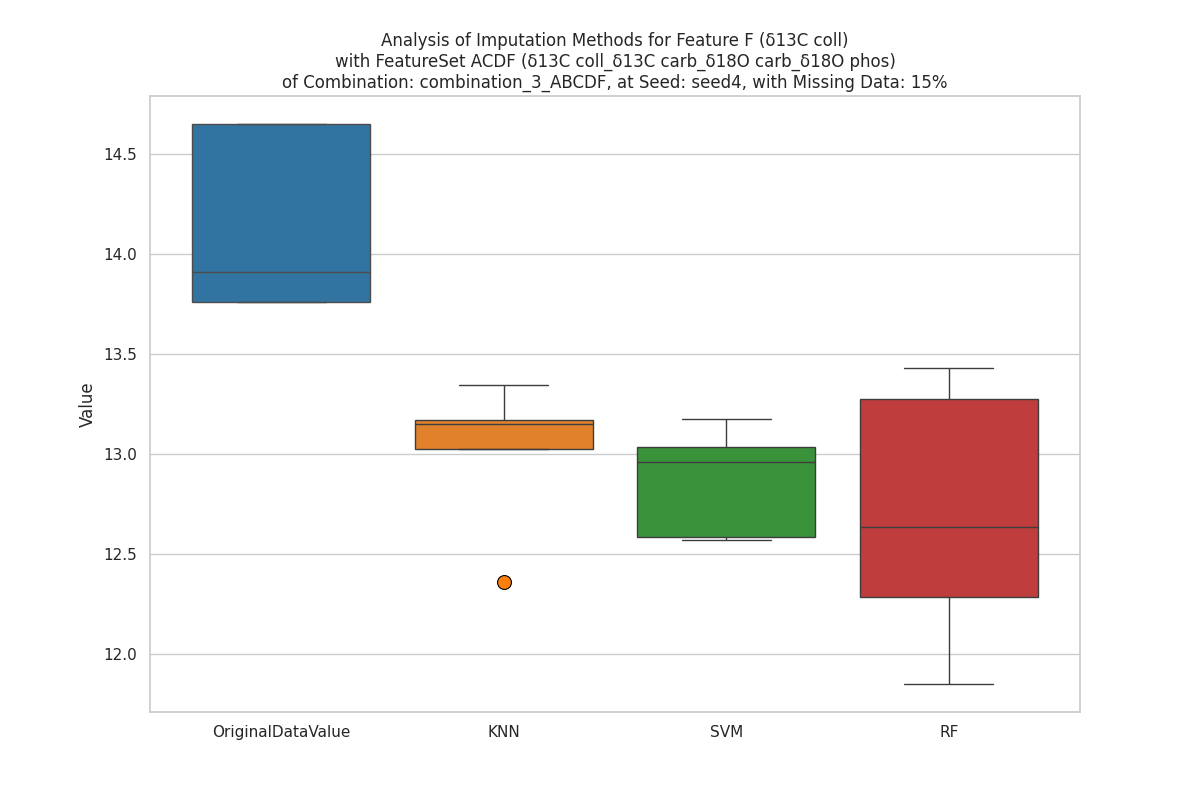 Analysis of Imputation Methods for Feature F (δ13C coll)
with FeatureSet ACDF (δ13C coll_δ13C carb_δ18O carb_δ18O phos)
of Combination: combination_3_ABCDF, at Seed: seed4, with Missing Data: 15%
14.5
14.0
13.5
13.0
12.5
12.0
Value
OriginalDataValue
KNN
SVM
RF